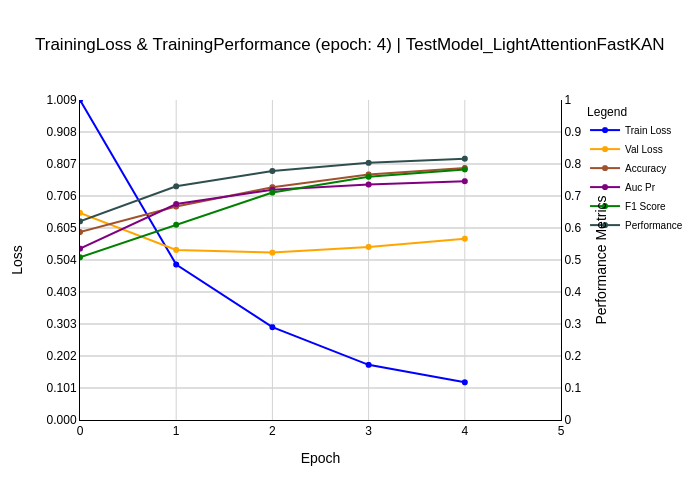 TrainingLoss & TrainingPerformance (epoch: 4) | TestModel_LightAttentionFastKAN
1.009
0.908
0.807
0.706
0.605
0.504
0.403
0.303
0.202
0.101
0.000
Loss
0
1
2
3
4
5
Epoch
1
0.9
0.8
0.7
0.6
0.5
0.4
0.3
0.2
0.1
0
Performance Metrics
Legend
Train Loss
Val Loss
Accuracy
Auc Pr
F1 Score
Performance